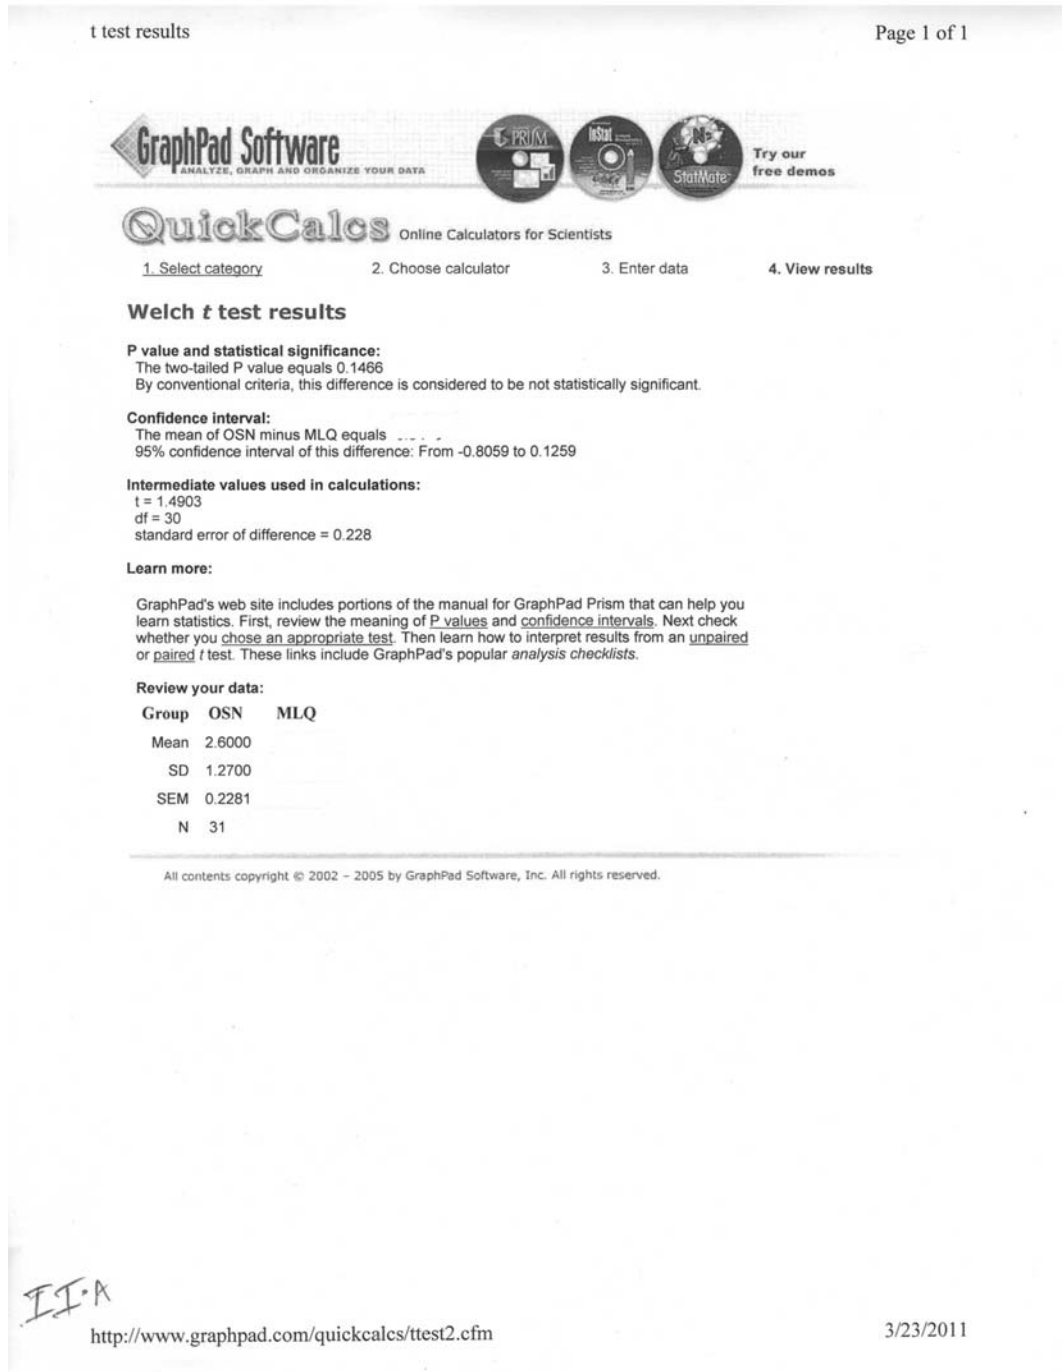 t test results
Page 1 of 1
GraphPad Software
ANALYZE, GRAPH AND ORGANIZE YOUR DATA
PRISM
InStat
StatMate
Try our
free demos
QuickCalcs Online Calculators for Scientists
1. Select category 2. Choose calculator 3. Enter data 4. View results
Welch t test results
P value and statistical significance:
The two-tailed P value equals 0.1466
By conventional criteria, this difference is considered to be not statistically significant.
Confidence interval:
The mean of OSN minus MLQ equals
95% confidence interval of this difference: From -0.8059 to 0.1259
Intermediate values used in calculations:
t = 1.4903
df = 30
standard error of difference = 0.228
Learn more:
GraphPad's web site includes portions of the manual for GraphPad Prism that can help you
learn statistics. First, review the meaning of P values and confidence intervals. Next check
whether you chose an appropriate test. Then learn how to interpret results from an unpaired
or paired t test. These links include GraphPad's popular analysis checklists.
Review your data:
Group OSN MLQ
Mean 2.6000
SD 1.2700
SEM 0.2281
N 31
All contents copyright © 2002 – 2005 by GraphPad Software, Inc. All rights reserved.
II.A
http://www.graphpad.com/quickcalcs/ttest2.cfm
3/23/2011